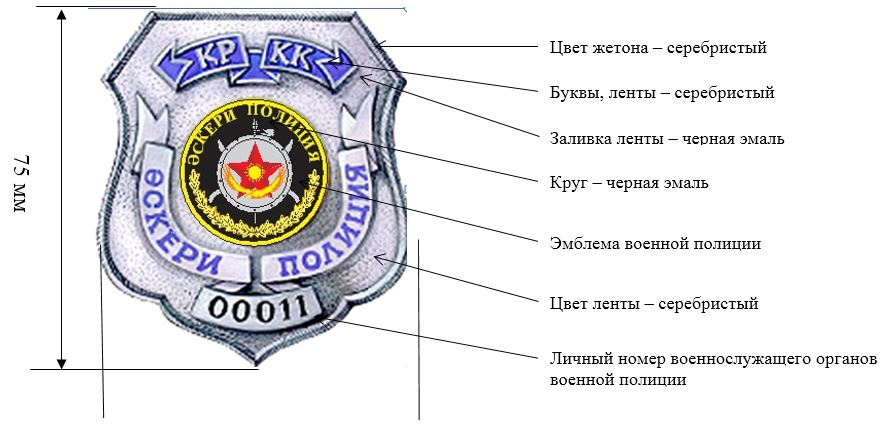 КР КК
ӘСКЕРИ ПОЛИЦИЯ
ӘСКЕРИ ПОЛИЦИЯ
00011
75 мм
Цвет жетона – серебристый
Буквы, ленты – серебристый
Заливка ленты – черная эмаль
Круг – черная эмаль
Эмблема военной полиции
Цвет ленты – серебристый
Личный номер военнослужащего органов
военной полиции